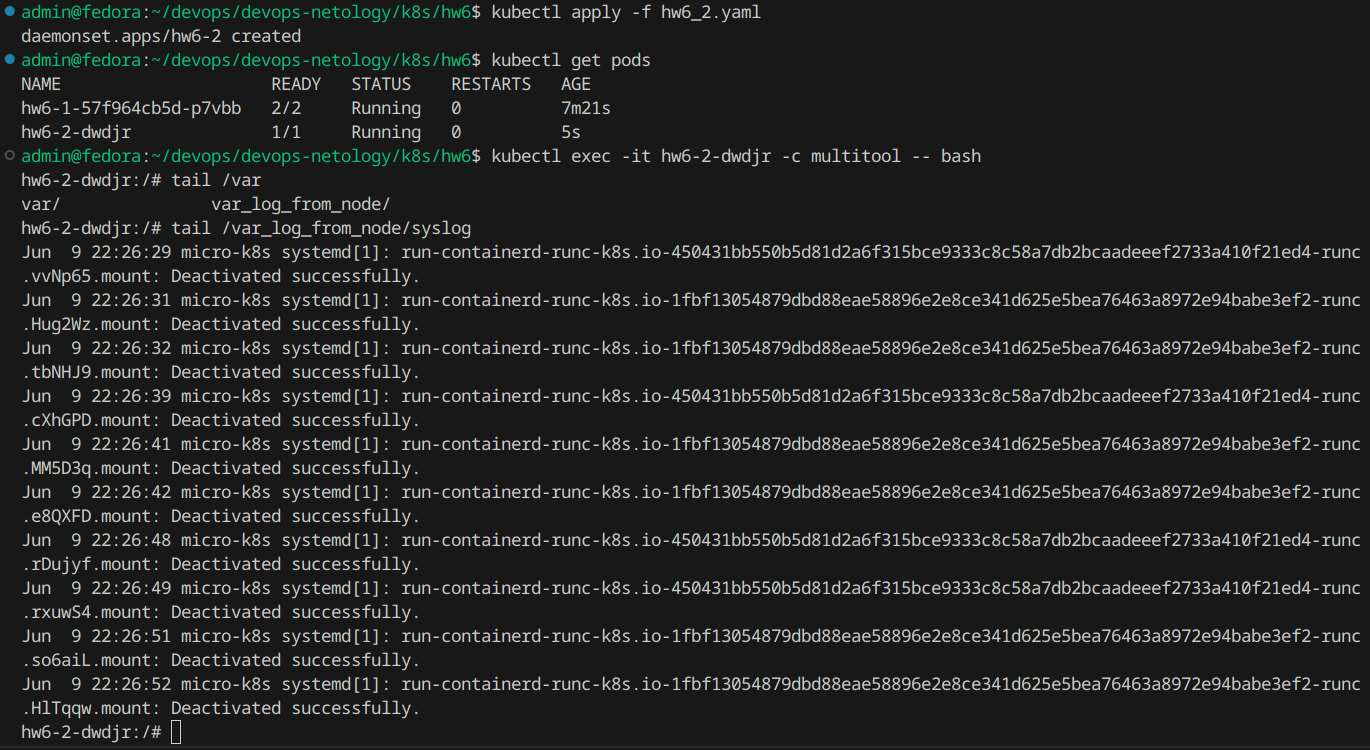 admin@fedora:~/devops/devops-netology/k8s/hw6$ kubectl apply -f hw6_2.yaml
daemonset.apps/hw6-2 created
admin@fedora:~/devops/devops-netology/k8s/hw6$ kubectl get pods
NAME                     READY   STATUS    RESTARTS   AGE
hw6-1-57f964cb5d-p7vbb   2/2     Running   0          7m21s
hw6-2-dwdjr              1/1     Running   0          5s
admin@fedora:~/devops/devops-netology/k8s/hw6$ kubectl exec -it hw6-2-dwdjr -c multitool -- bash
hw6-2-dwdjr:/# tail /var
var/               var_log_from_node/
hw6-2-dwdjr:/# tail /var_log_from_node/syslog
Jun  9 22:26:29 micro-k8s systemd[1]: run-containerd-runc-k8s.io-450431bb550b5d81d2a6f315bce9333c8c58a7db2bcaadeeef2733a410f21ed4-runc
.vvNp65.mount: Deactivated successfully.
Jun  9 22:26:31 micro-k8s systemd[1]: run-containerd-runc-k8s.io-1fbf13054879dbd88eae58896e2e8ce341d625e5bea76463a8972e94babe3ef2-runc
.Hug2Wz.mount: Deactivated successfully.
Jun  9 22:26:32 micro-k8s systemd[1]: run-containerd-runc-k8s.io-1fbf13054879dbd88eae58896e2e8ce341d625e5bea76463a8972e94babe3ef2-runc
.tbNHJ9.mount: Deactivated successfully.
Jun  9 22:26:39 micro-k8s systemd[1]: run-containerd-runc-k8s.io-450431bb550b5d81d2a6f315bce9333c8c58a7db2bcaadeeef2733a410f21ed4-runc
.cXhGPD.mount: Deactivated successfully.
Jun  9 22:26:41 micro-k8s systemd[1]: run-containerd-runc-k8s.io-1fbf13054879dbd88eae58896e2e8ce341d625e5bea76463a8972e94babe3ef2-runc
.MM5D3q.mount: Deactivated successfully.
Jun  9 22:26:42 micro-k8s systemd[1]: run-containerd-runc-k8s.io-1fbf13054879dbd88eae58896e2e8ce341d625e5bea76463a8972e94babe3ef2-runc
.e8QXFD.mount: Deactivated successfully.
Jun  9 22:26:48 micro-k8s systemd[1]: run-containerd-runc-k8s.io-450431bb550b5d81d2a6f315bce9333c8c58a7db2bcaadeeef2733a410f21ed4-runc
.rDujyf.mount: Deactivated successfully.
Jun  9 22:26:49 micro-k8s systemd[1]: run-containerd-runc-k8s.io-450431bb550b5d81d2a6f315bce9333c8c58a7db2bcaadeeef2733a410f21ed4-runc
.rxuwS4.mount: Deactivated successfully.
Jun  9 22:26:51 micro-k8s systemd[1]: run-containerd-runc-k8s.io-1fbf13054879dbd88eae58896e2e8ce341d625e5bea76463a8972e94babe3ef2-runc
.so6aiL.mount: Deactivated successfully.
Jun  9 22:26:52 micro-k8s systemd[1]: run-containerd-runc-k8s.io-1fbf13054879dbd88eae58896e2e8ce341d625e5bea76463a8972e94babe3ef2-runc
.HlTqqw.mount: Deactivated successfully.
hw6-2-dwdjr:/#